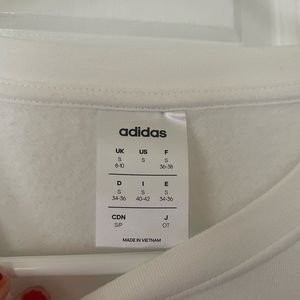 adidas
UK US F
S S S
8-10 36-38
D I E
S S S
34-36 40-42 34-36
CDN J
S/P OT
MADE IN VIETNAM